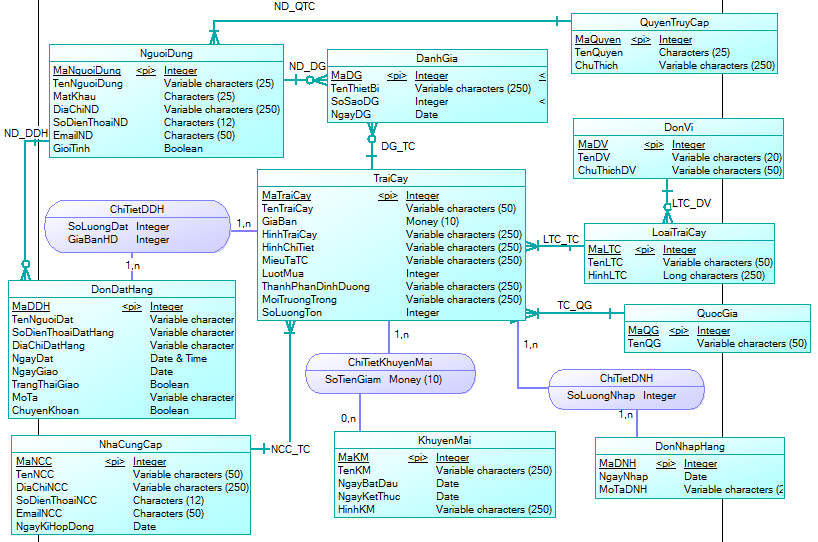 ND_QTC
QuyenTruyCap
MaQuyen <pi> Integer
TenQuyen Characters (25)
ChuThich Variable characters (250)
NguoiDung
MaNguoiDung <pi> Integer
TenNguoiDung Variable characters (25)
MatKhau Characters (25)
DiaChiND Variable characters (250)
SoDienThoaiND Characters (12)
EmailND Characters (50)
GioiTinh Boolean
ND_DG
DanhGia
MaDG <pi> Integer <
TenThietBi Variable characters (250)
SoSaoDG Integer <
NgayDG Date
ND_DDH
DG_TC
DonVi
MaDV <pi> Integer
TenDV Variable characters (20)
ChuThichDV Variable characters (50)
LTC_DV
TraiCay
MaTraiCay <pi> Integer
TenTraiCay Variable characters (50)
GiaBan Money (10)
HinhTraiCay Variable characters (250)
HinhChiTiet Variable characters (250)
MieuTaTC Variable characters (250)
LuotMua Integer
ThanhPhanDinhDuong Variable characters (250)
MoiTruongTrong Variable characters (250)
SoLuongTon Integer
ChiTietDDH
SoLuongDat Integer
GiaBanHD Integer
1,n
1,n
LTC_TC
LoaiTraiCay
MaLTC <pi> Integer
TenLTC Variable characters (50)
HinhLTC Long characters (250)
DonDatHang
MaDDH <pi> Integer
TenNguoiDat Variable character
SoDienThoaiDatHang Variable character
DiaChiDatHang Variable character
NgayDat Date & Time
NgayGiao Date
TrangThaiGiao Boolean
MoTa Variable character
ChuyenKhoan Boolean
TC_QG
QuocGia
MaQG <pi> Integer
TenQG Variable characters (50)
1,n
1,n
ChiTietKhuyenMai
SoTienGiam Money (10)
0,n
ChiTietDNH
SoLuongNhap Integer
1,n
NhaCungCap
MaNCC <pi> Integer
TenNCC Variable characters (50)
DiaChiNCC Variable characters (250)
SoDienThoaiNCC Characters (12)
EmailNCC Characters (50)
NgayKiHopDong Date
NCC_TC
KhuyenMai
MaKM <pi> Integer
TenKM Variable characters (250)
NgayBatDau Date
NgayKetThuc Date
HinhKM Variable characters (250)
DonNhapHang
MaDNH <pi> Integer
NgayNhap Date
MoTaDNH Variable characters (2